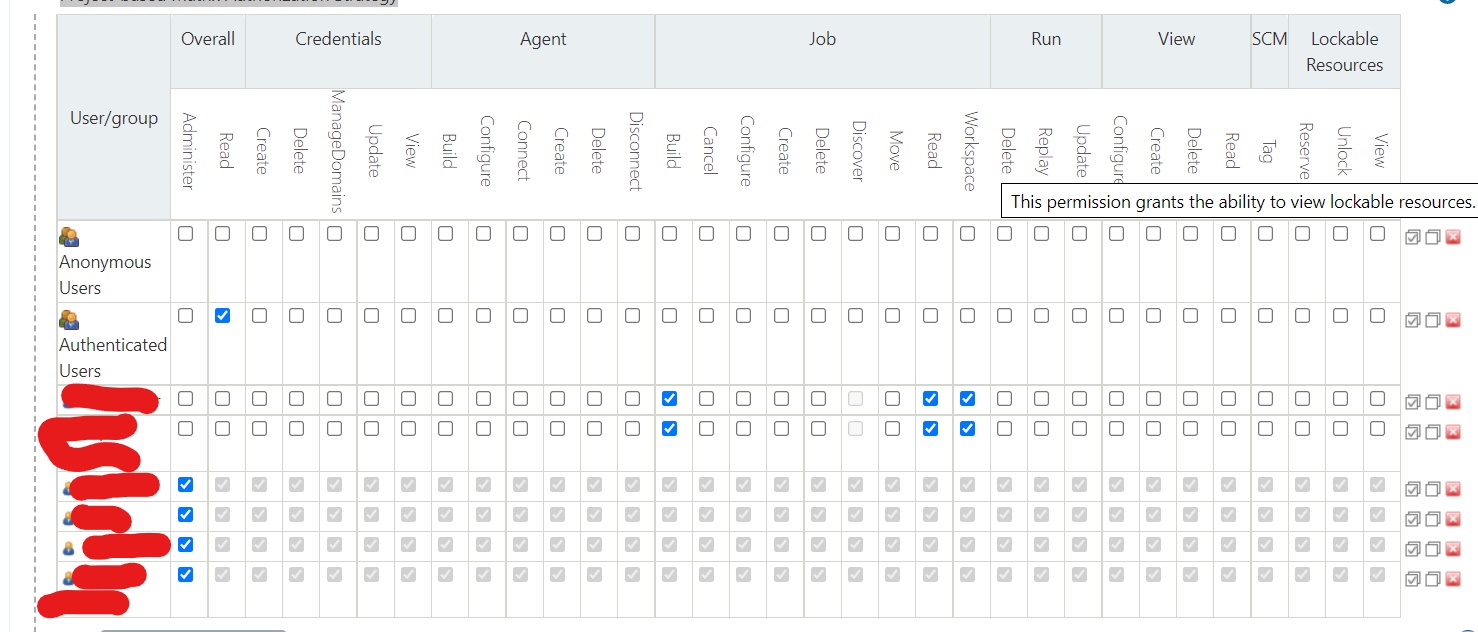 Project-based Matrix Authorization Strategy
Overall Credentials Agent Job Run View SCM Lockable
Resources
User/group
Administer Read Create Delete ManageDomains Update View Build Configure Connect Create Delete Disconnect Build Cancel Configure Create Delete Discover Move Read Workspace Delete Replay Update Configure Create Delete Read Tag Reserve Unlock View
This permission grants the ability to view lockable resources.
Anonymous
Users
Authenticated
Users